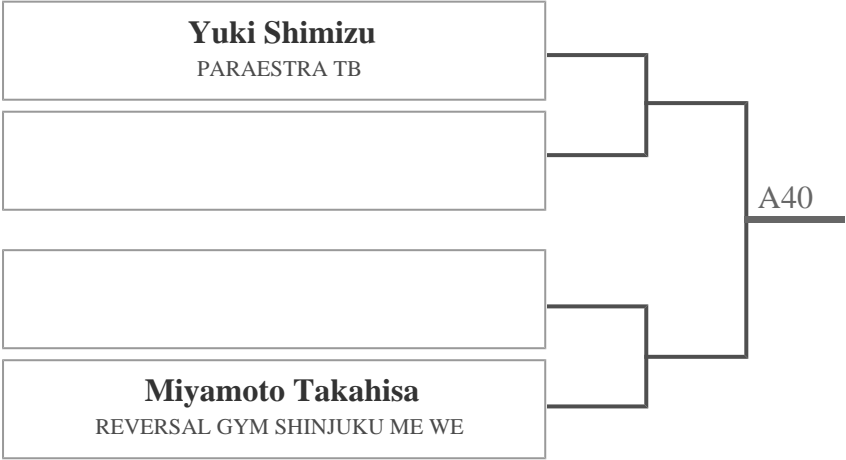 Yuki Shimizu
PARAESTRA TB
A40
Miyamoto Takahisa
REVERSAL GYM SHINJUKU ME WE